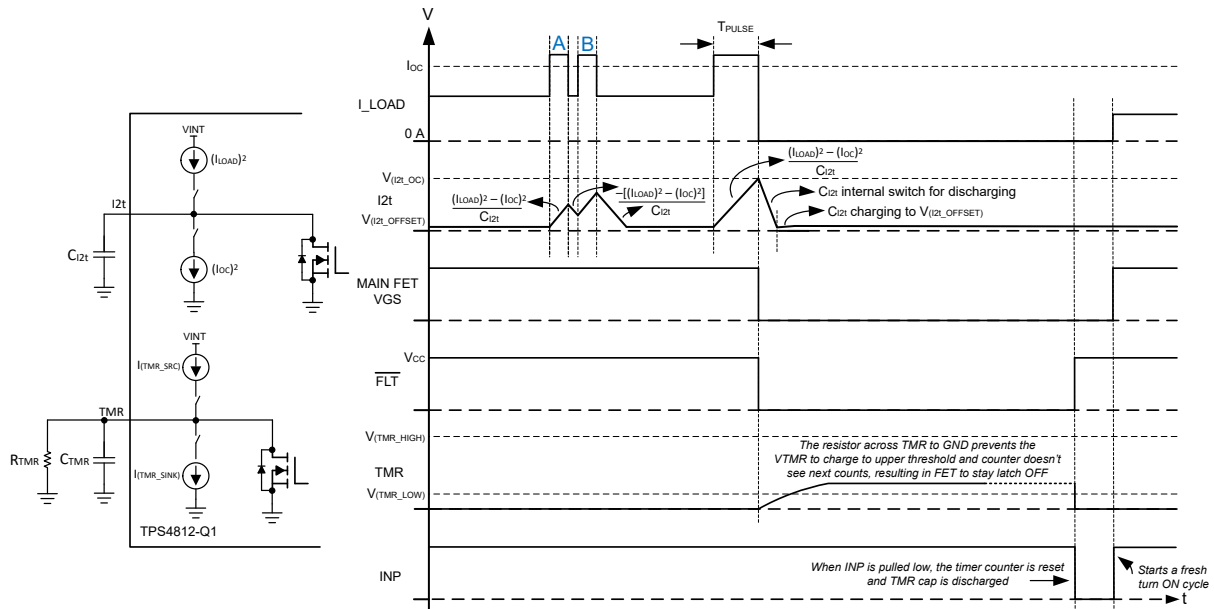 VINT
(ILOAD)²
I2t
CI2t
(IOC)²
VINT
I(TMR_SRC)
TMR
RTMR
CTMR
I(TMR_SINK)
TPS4812-Q1
V
A
B
TPULSE
IOC
I_LOAD
0 A
V(I2t_OC)
I2t
V(I2t_OFFSET)
(ILOAD)² – (IOC)²
CI2t
–[(ILOAD)² – (IOC)²]
CI2t
(ILOAD)² – (IOC)²
CI2t
CI2t internal switch for discharging
CI2t charging to V(I2t_OFFSET)
MAIN FET
VGS
VCC
FLT
V(TMR_HIGH)
TMR
V(TMR_LOW)
The resistor across TMR to GND prevents the
VTMR to charge to upper threshold and counter doesn't
see next counts, resulting in FET to stay latch OFF
INP
When INP is pulled low, the timer counter is reset
and TMR cap is discharged
Starts a fresh
turn ON cycle
t